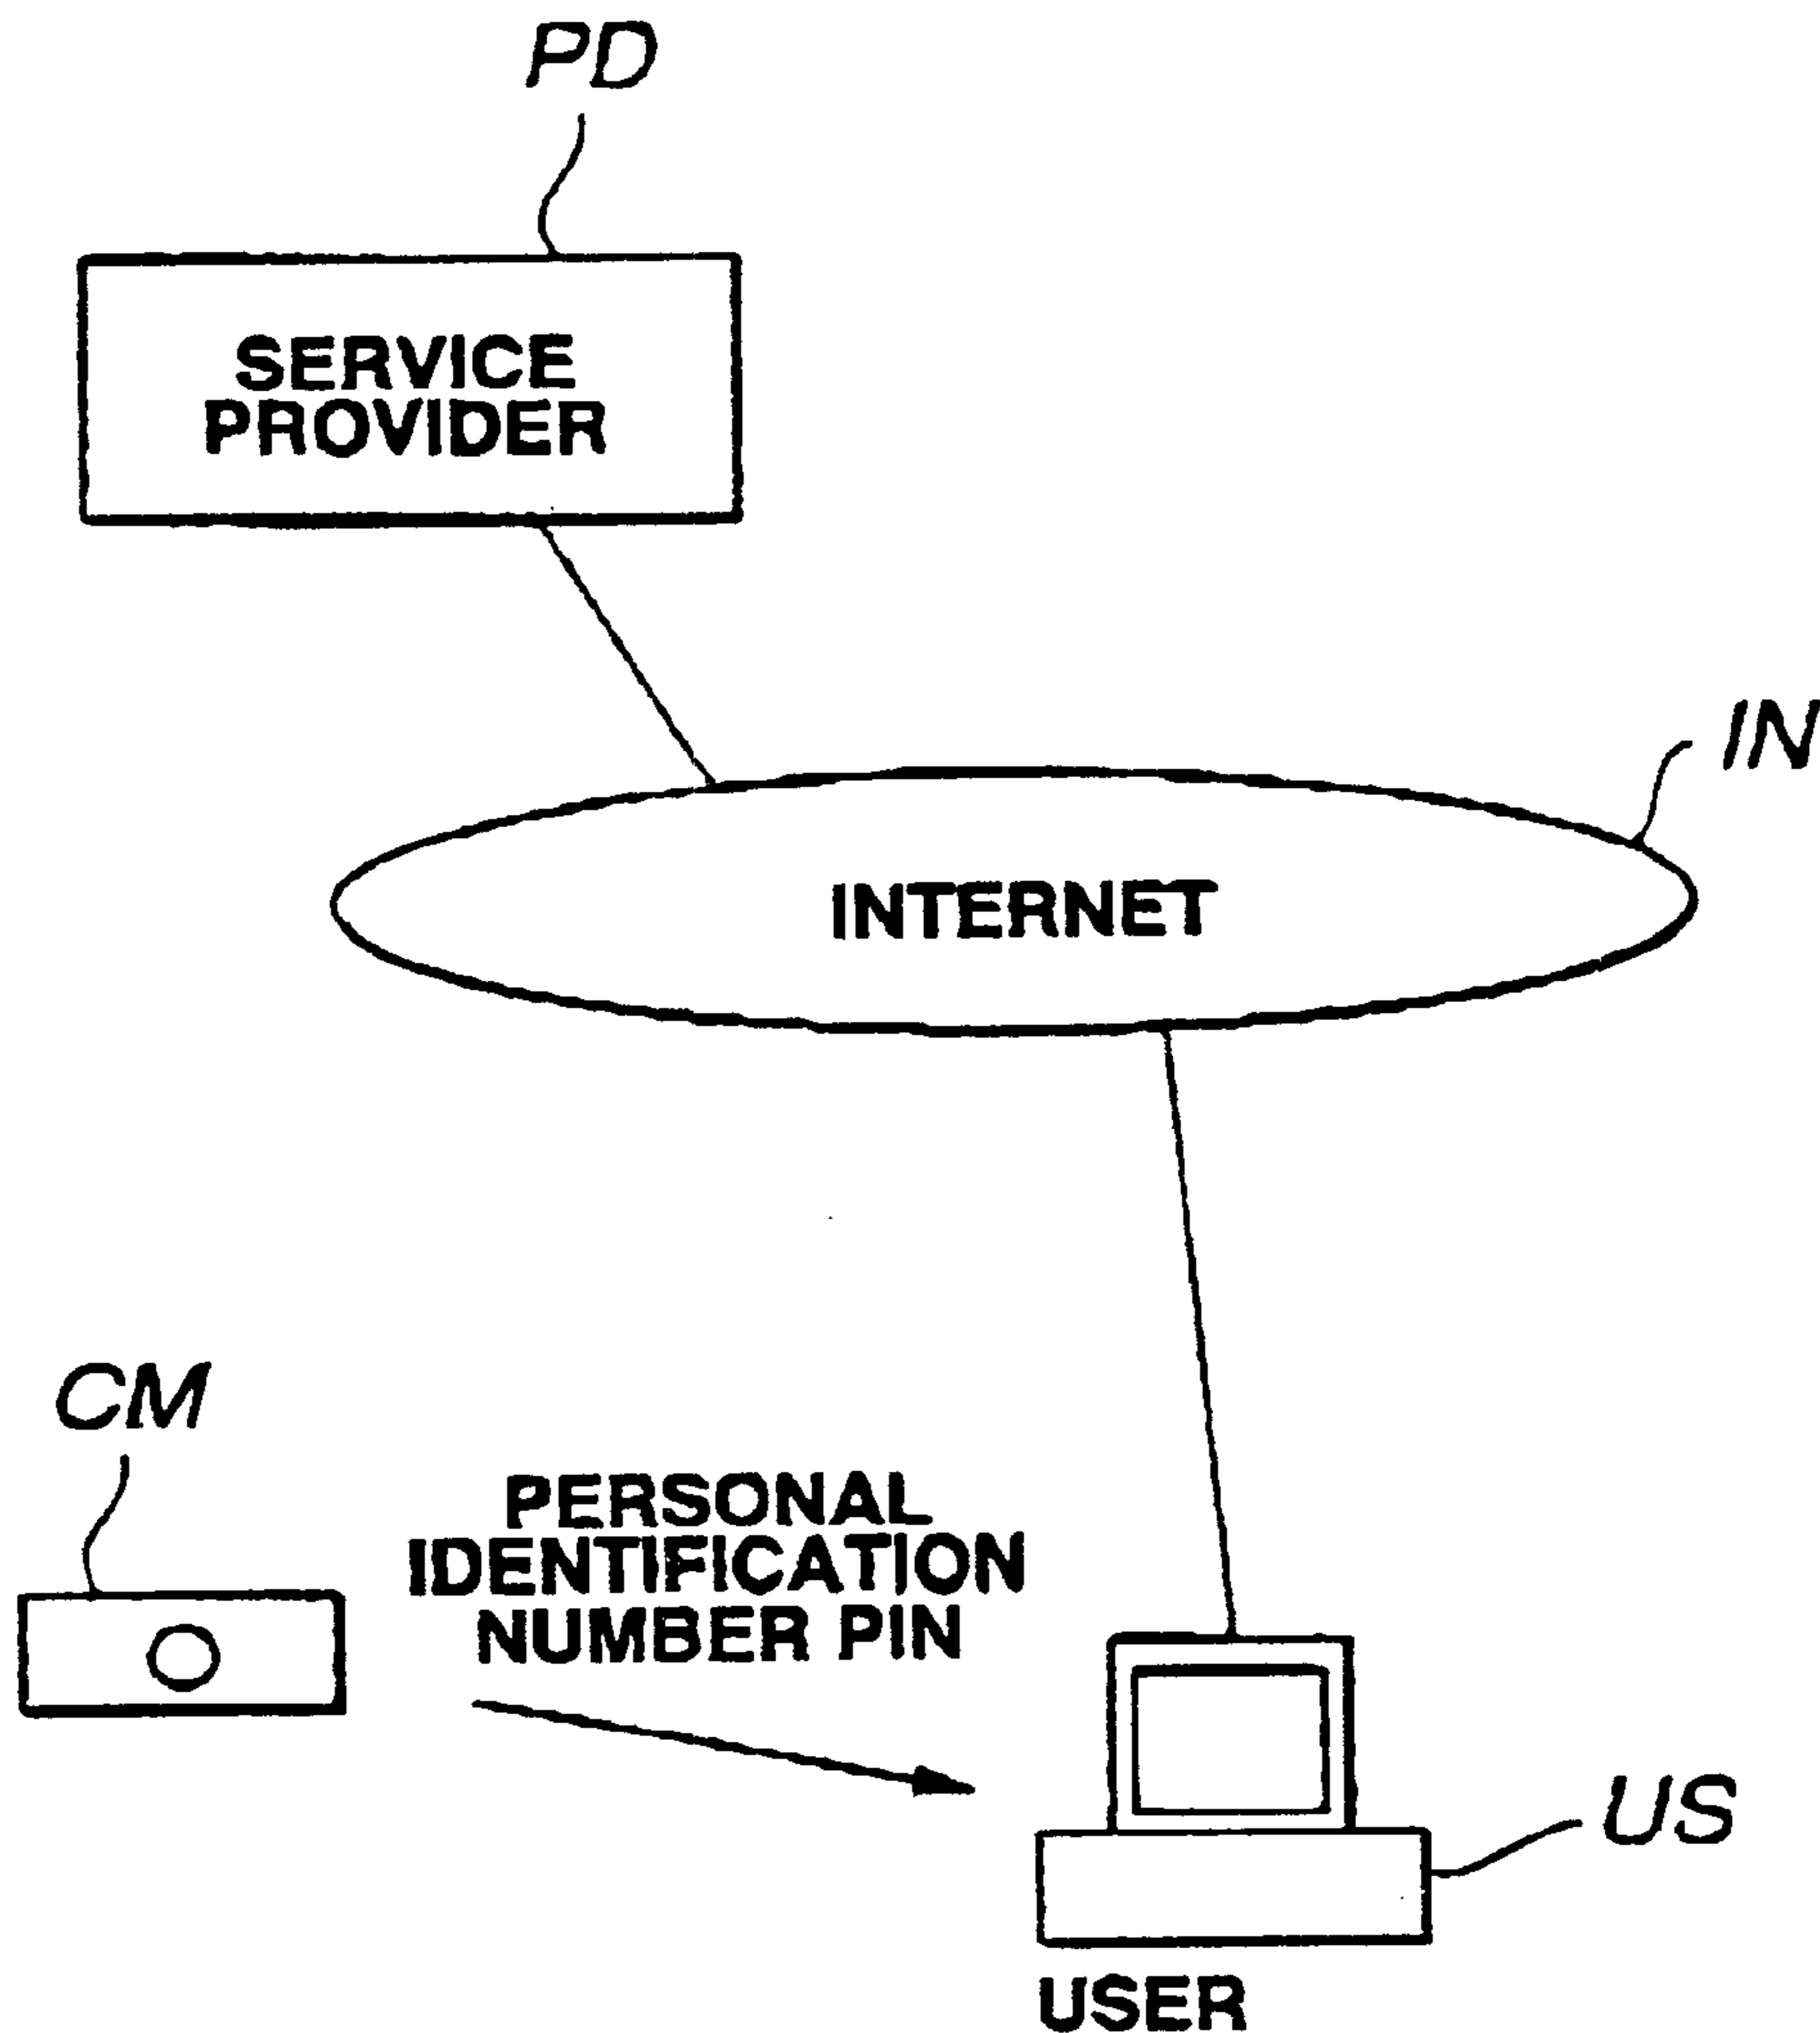 PD
SERVICE
PROVIDER
IN
INTERNET
CM
PERSONAL
IDENTIFICATION
NUMBER PIN
US
USER